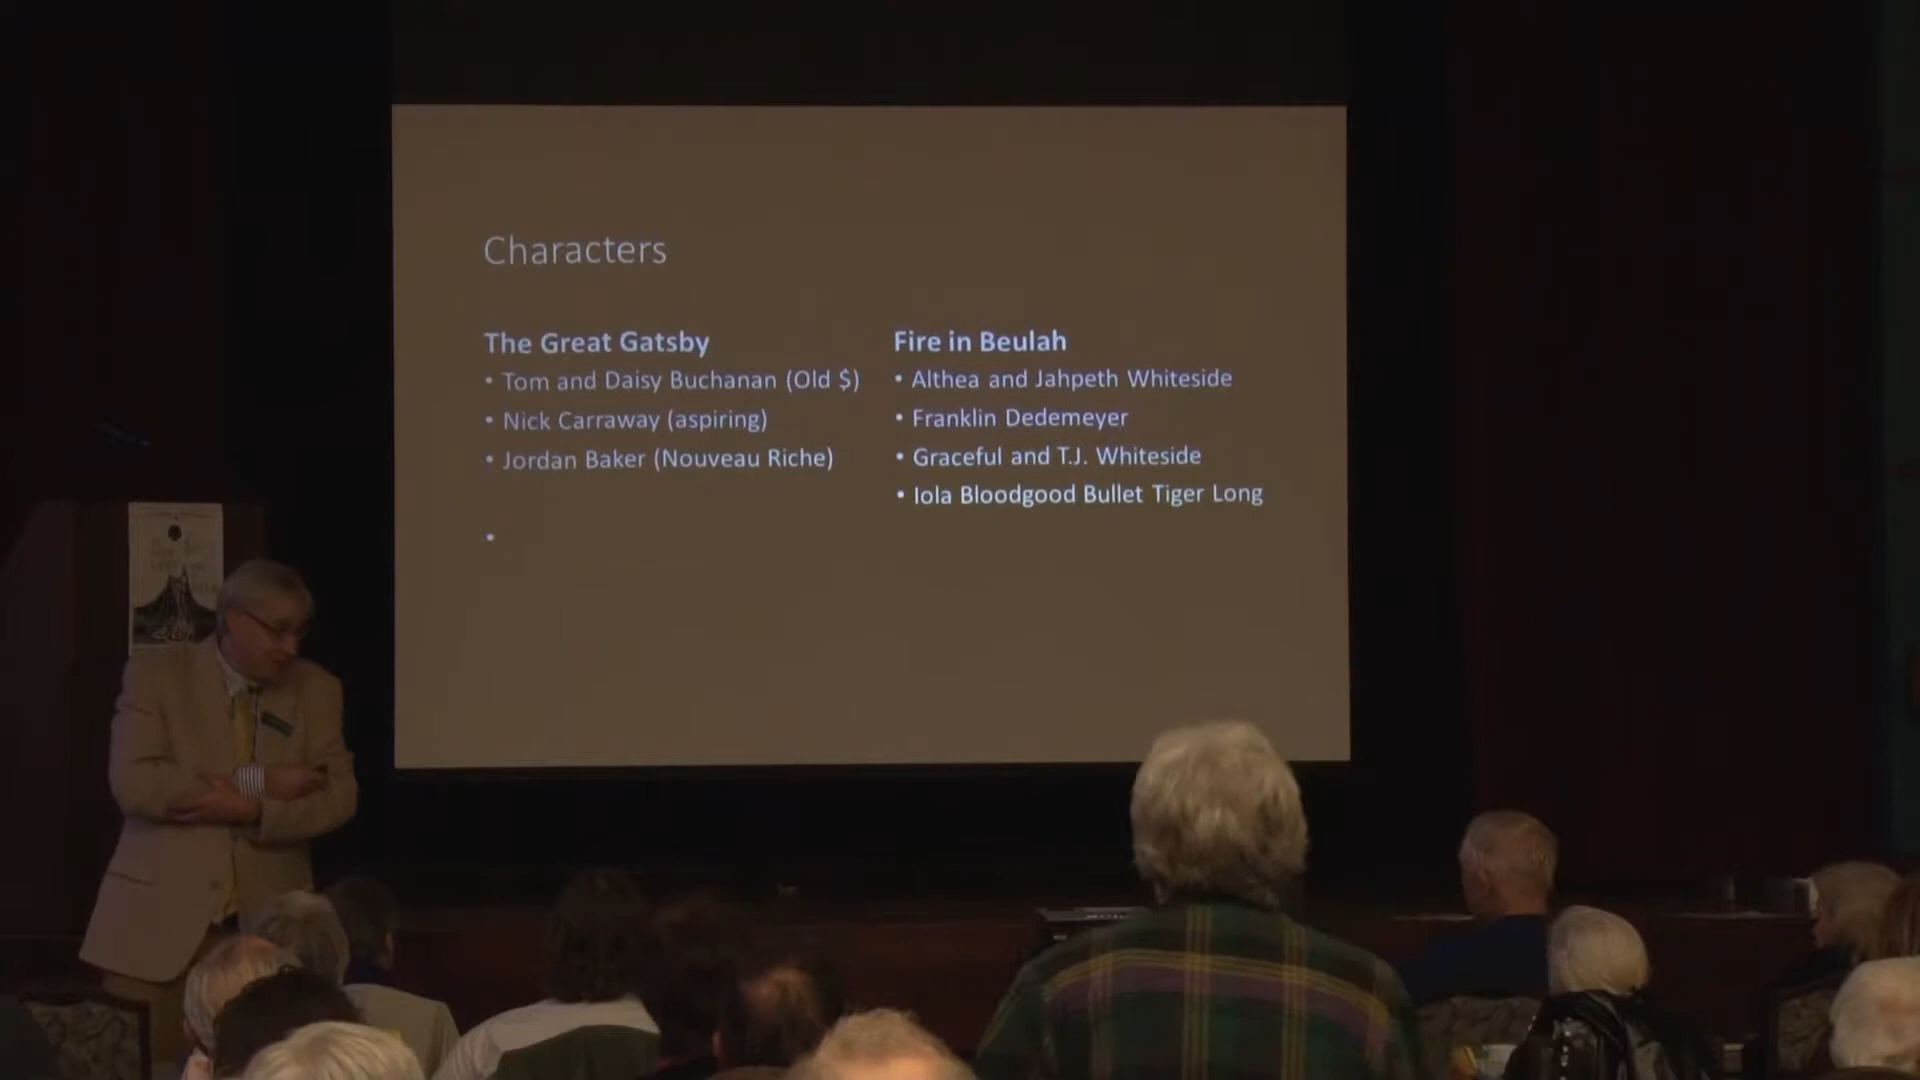 Characters
The Great Gatsby
• Tom and Daisy Buchanan (Old $)
• Nick Carraway (aspiring)
• Jordan Baker (Nouveau Riche)
•
Fire in Beulah
• Althea and Jahpeth Whiteside
• Franklin Dedemeyer
• Graceful and T.J. Whiteside
• Iola Bloodgood Bullet Tiger Long